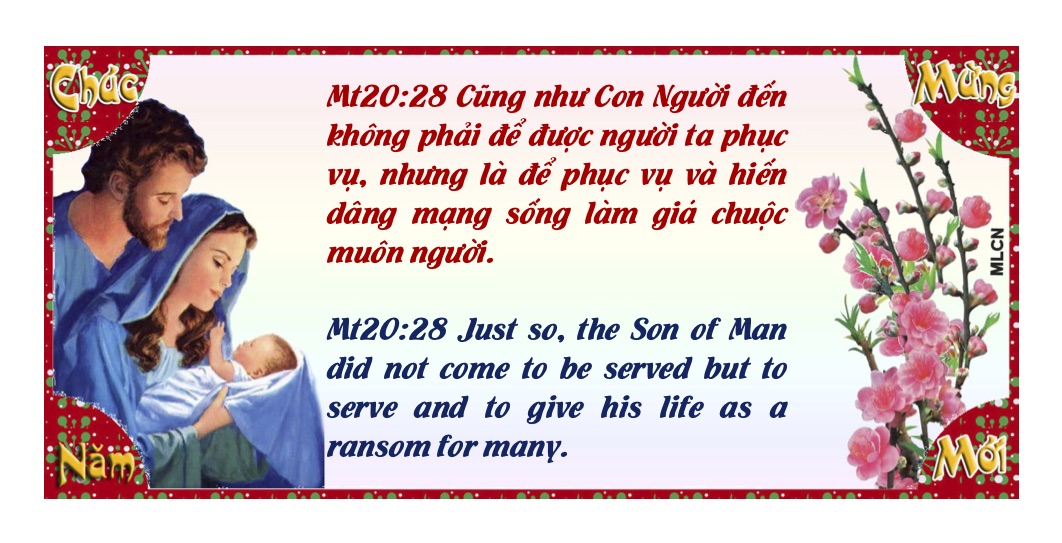 Chúc
Mừng
Mt20:28 Cũng như Con Người đến
không phải để được người ta phục
vụ, nhưng là để phục vụ và hiến
dâng mạng sống làm giá chuộc
muôn người.
Mt20:28 Just so, the Son of Man
did not come to be served but to
serve and to give his life as a
ransom for many.
MLCN
Năm
Mới